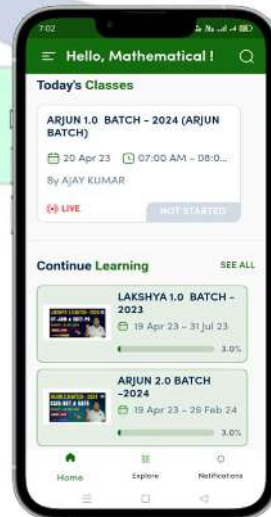 7:02
Hello, Mathematical !
Today's Classes
ARJUN 1.0 BATCH - 2024 (ARJUN
BATCH)
20 Apr 23 07:00 AM - 08:0...
By AJAY KUMAR
LIVE
NOT STARTED
Continue Learning SEE ALL
LAKSHYA 1.0 BATCH -
2023
19 Apr 23 - 31 Jul 23
3.0%
ARJUN 2.0 BATCH
-2024
19 Apr 23 - 29 Feb 24
3.0%
Home Explore Notifications